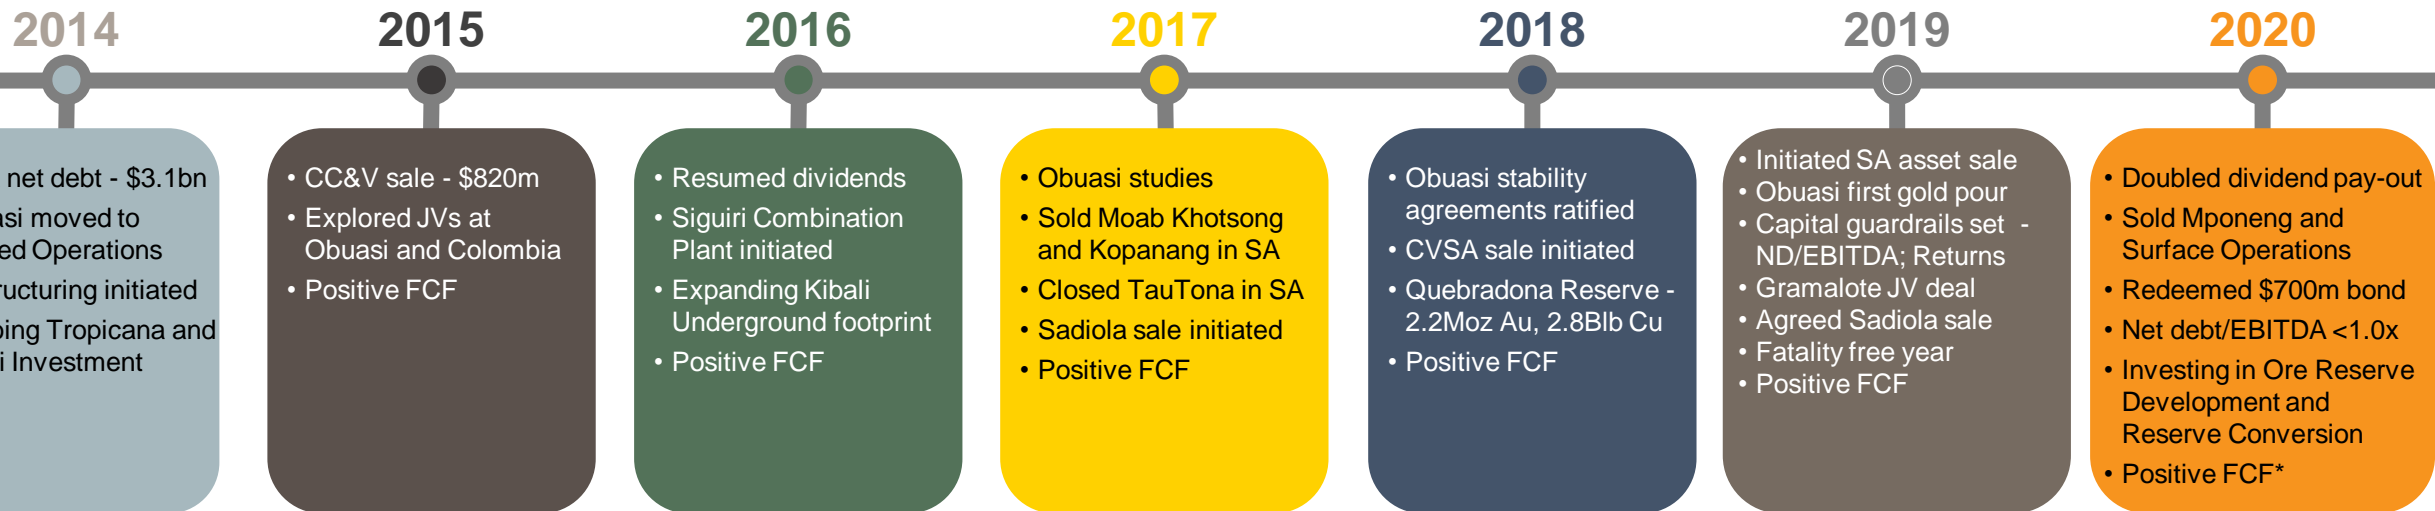 2014
2015
2016
2017
2018
2019
2020
net debt - $3.1bn
moved to
Operations
initiated
Tropicana and
Investment
• CC&V sale - $820m
• Explored JVs at
Obuasi and Colombia
• Positive FCF
• Resumed dividends
• Siguiri Combination
Plant initiated
• Expanding Kibali
Underground footprint
• Positive FCF
• Obuasi studies
• Sold Moab Khotsong
and Kopanang in SA
• Closed TauTona in SA
• Sadiola sale initiated
• Positive FCF
• Obuasi stability
agreements ratified
• CVSA sale initiated
• Quebradona Reserve -
2.2Moz Au, 2.8Blb Cu
• Positive FCF
• Initiated SA asset sale
• Obuasi first gold pour
• Capital guardrails set -
ND/EBITDA; Returns
• Gramalote JV deal
• Agreed Sadiola sale
• Fatality free year
• Positive FCF
• Doubled dividend pay-out
• Sold Mponeng and
Surface Operations
• Redeemed $700m bond
• Net debt/EBITDA <1.0x
• Investing in Ore Reserve
Development and
Reserve Conversion
• Positive FCF*